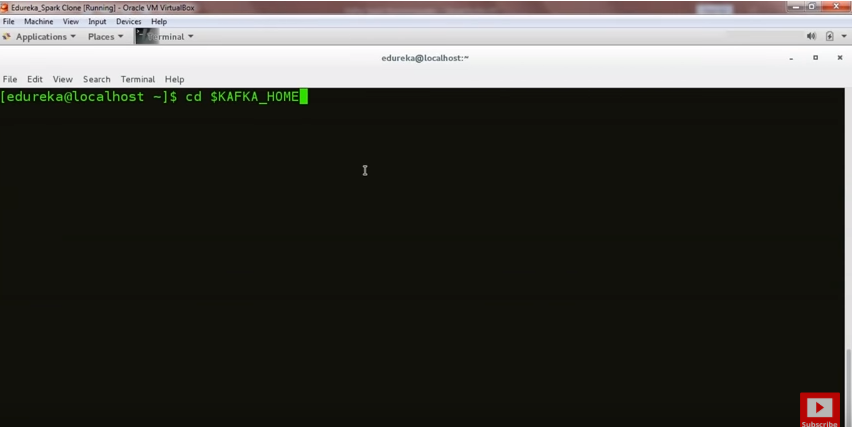 Edureka_Spark Clone [Running] - Oracle VM VirtualBox
File Machine View Input Devices Help
Applications Places Terminal
edureka@localhost:~
File Edit View Search Terminal Help
[edureka@localhost ~]$ cd $KAFKA_HOME
Subscribe